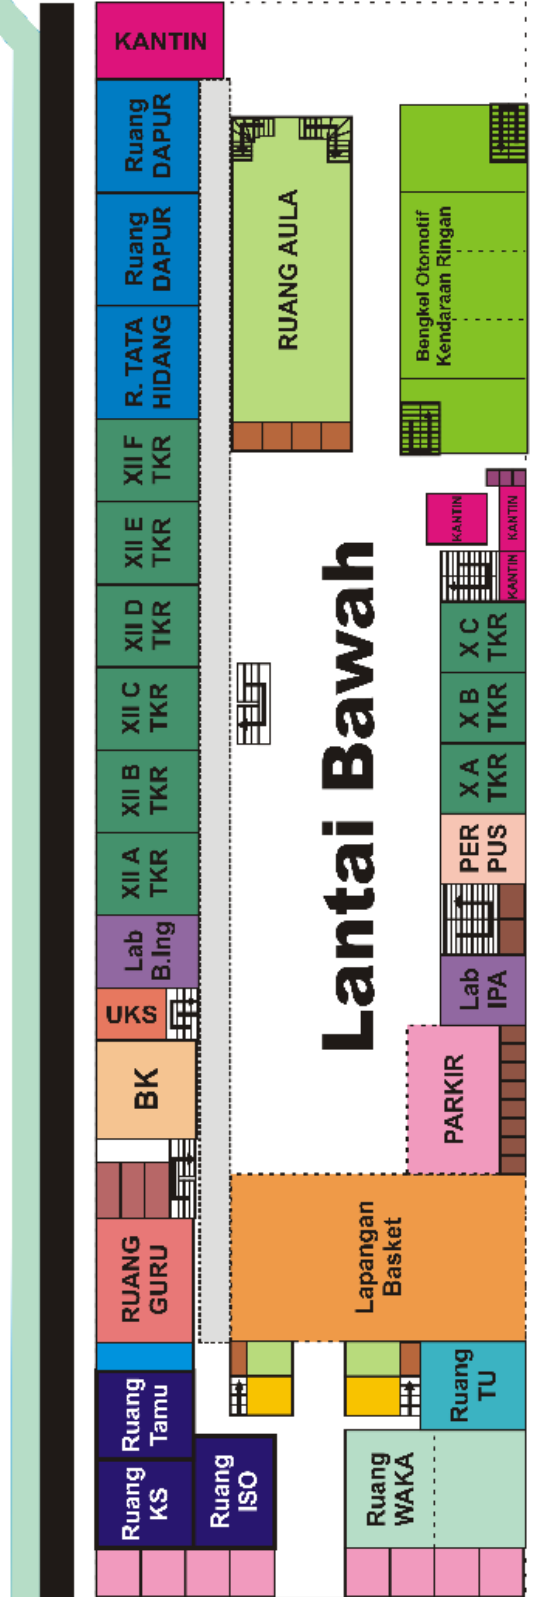 KANTIN
Ruang
DAPUR
Ruang
DAPUR
R. TATA
HIDANG
XII F
TKR
XII E
TKR
XII D
TKR
XII C
TKR
XII B
TKR
XII A
TKR
Lab
B.Ing
UKS
BK
RUANG
GURU
Ruang
Tamu
Ruang
KS
Ruang
ISO
RUANG AULA
Lantai Bawah
Bengkel Otomotif
Kendaraan Ringan
KANTIN
KANTIN
KANTIN
X C
TKR
X B
TKR
X A
TKR
PER
PUS
Lab
IPA
PARKIR
Lapangan
Basket
Ruang
TU
Ruang
WAKA